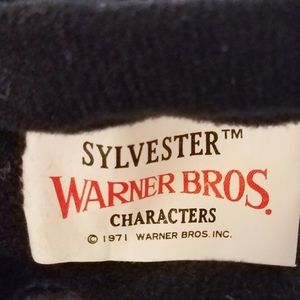 SYLVESTER™
WARNER BROS.
CHARACTERS
© 1971 WARNER BROS. INC.